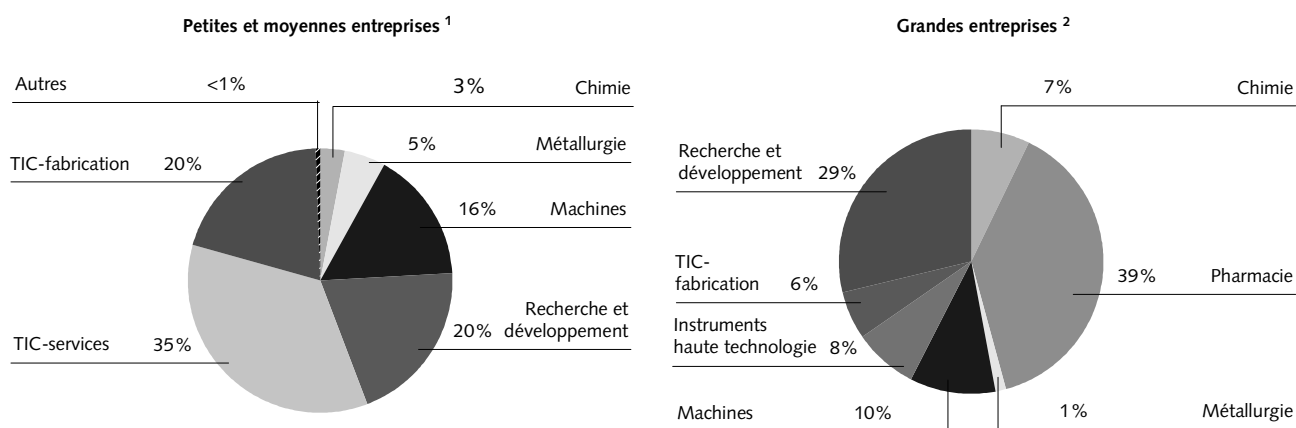 Petites et moyennes entreprises 1
Autres <1%
3% Chimie
TIC-fabrication 20%
5% Métallurgie
16% Machines
TIC-services 35%
Recherche et
20% développement
Grandes entreprises 2
7% Chimie
Recherche et
développement 29%
TIC-
fabrication 6%
39% Pharmacie
Instruments
haute technologie 8%
Machines 10%
1% Métallurgie